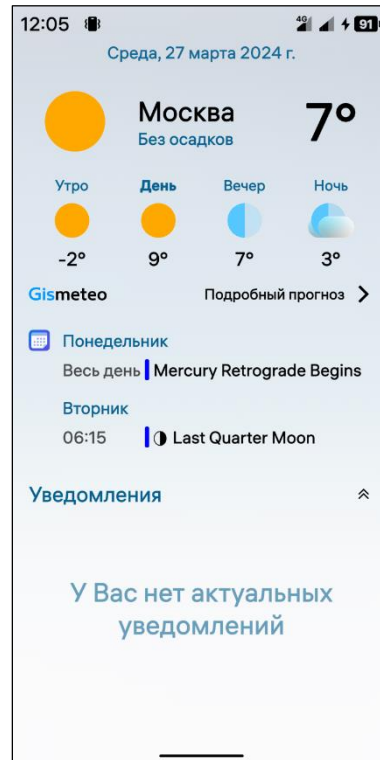 12:05 4G 91
Среда, 27 марта 2024 г.
Москва 7°
Без осадков
Утро День Вечер Ночь
-2° 9° 7° 3°
Gismeteo Подробный прогноз
Понедельник
Весь день Mercury Retrograde Begins
Вторник
06:15 Last Quarter Moon
Уведомления
У Вас нет актуальных
уведомлений